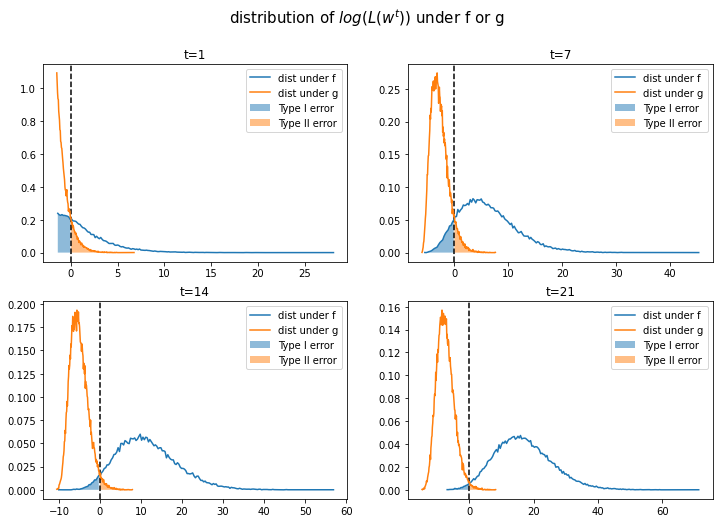 distribution of log(L(w^t)) under f or g
t=1
1.0
0.8
0.6
0.4
0.2
0.0
0 5 10 15 20 25
dist under f
dist under g
Type I error
Type II error
t=7
0.25
0.20
0.15
0.10
0.05
0.00
0 10 20 30 40
dist under f
dist under g
Type I error
Type II error
t=14
0.200
0.175
0.150
0.125
0.100
0.075
0.050
0.025
0.000
−10 0 10 20 30 40 50 60
dist under f
dist under g
Type I error
Type II error
t=21
0.16
0.14
0.12
0.10
0.08
0.06
0.04
0.02
0.00
0 20 40 60
dist under f
dist under g
Type I error
Type II error